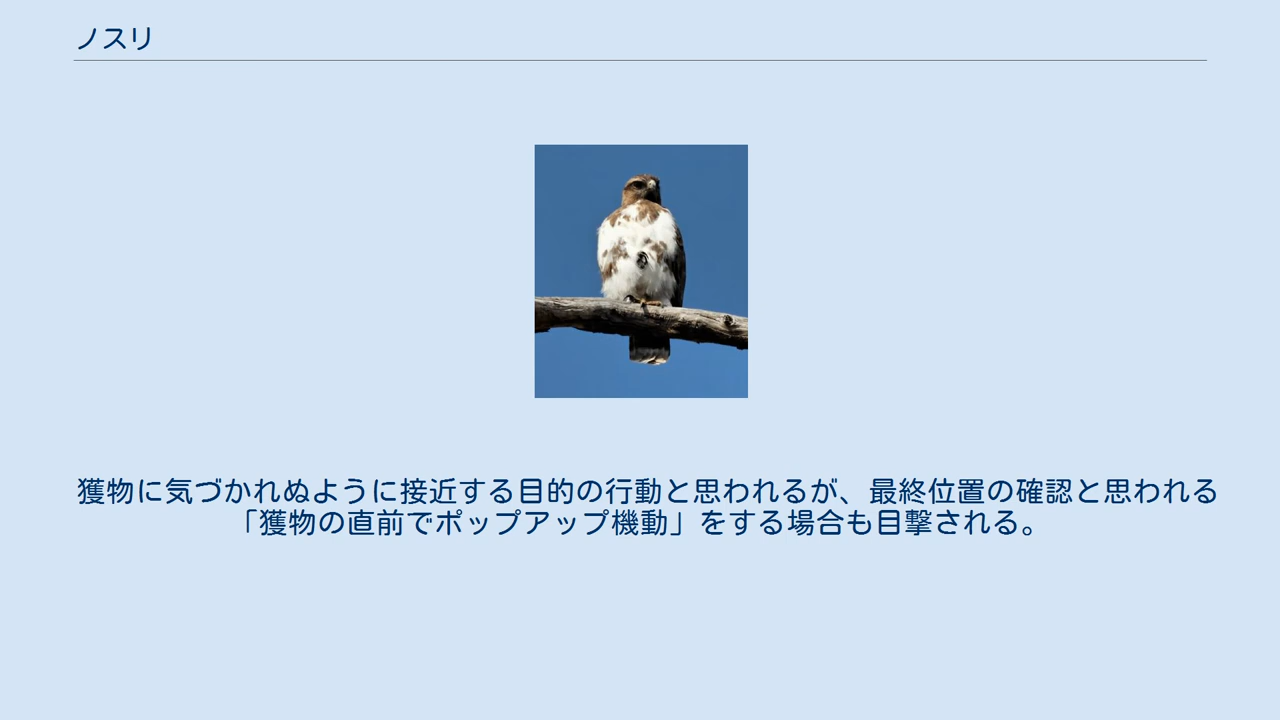 ノスリ
獲物に気づかれぬように接近する目的の行動と思われるが、最終位置の確認と思われる
「獲物の直前でポップアップ機動」をする場合も目撃される。